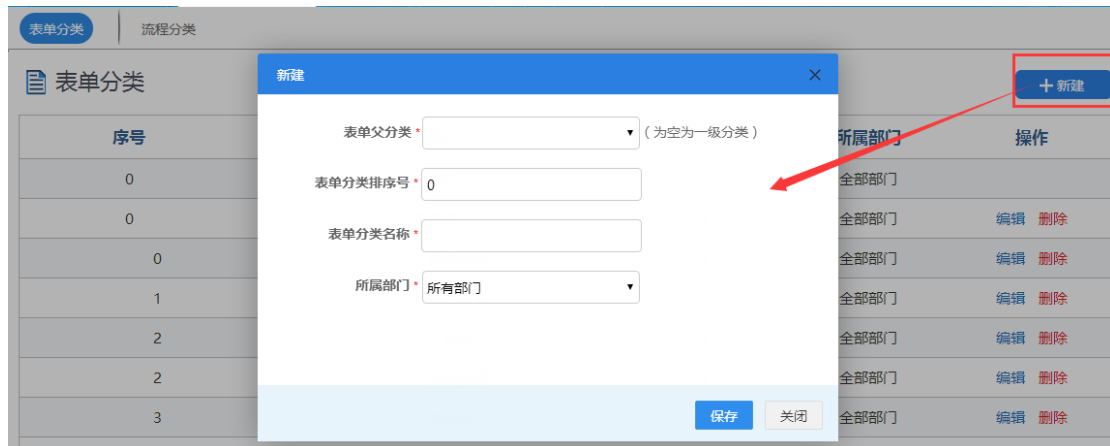 表单分类 流程分类
表单分类
新建
新建
序号 所属部门 操作
0 全部部门
0 全部部门 编辑 删除
0 全部部门 编辑 删除
1 全部部门 编辑 删除
2 全部部门 编辑 删除
2 全部部门 编辑 删除
3 全部部门 编辑 删除
表单父分类* (为空为一级分类)
表单分类排序号* 0
表单分类名称*
所属部门* 所有部门
保存 关闭